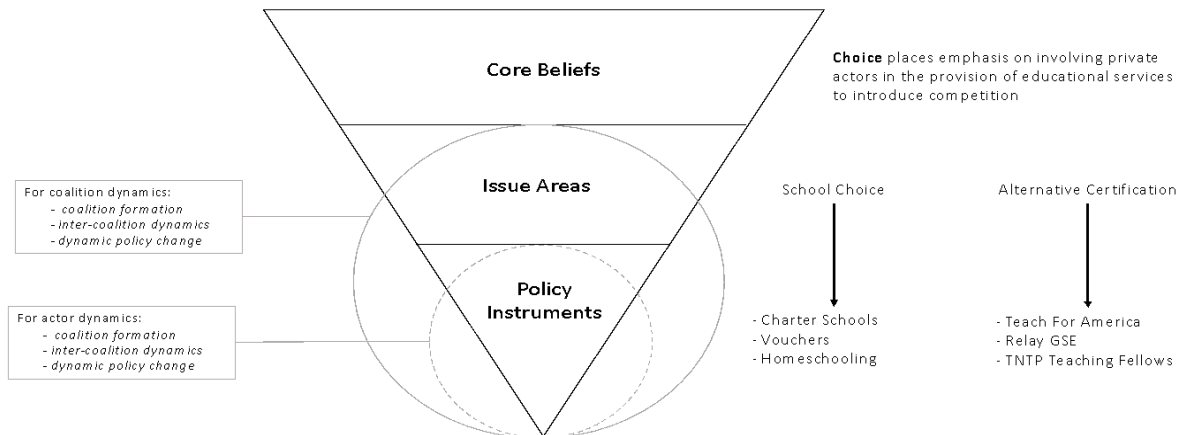 Core Beliefs
Choice places emphasis on involving private
actors in the provision of educational services
to introduce competition
Issue Areas
For coalition dynamics:
- coalition formation
- inter-coalition dynamics
- dynamic policy change
School Choice
Alternative Certification
Policy
Instruments
For actor dynamics:
- coalition formation
- inter-coalition dynamics
- dynamic policy change
- Charter Schools
- Vouchers
- Homeschooling
- Teach For America
- Relay GSE
- TNTP Teaching Fellows